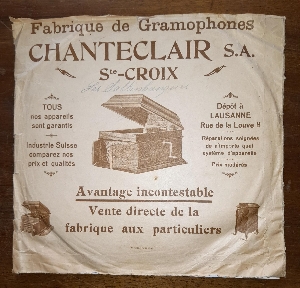 Fabrique de Gramophones
CHANTECLAIR S.A.
Ste-CROIX
TOUS
nos appareils
sont garantis
Industrie Suisse
comparez nos
prix et qualités
Dépôt à
LAUSANNE
Rue de la Louve 8
Réparations soignées
de n'importe quel
système d'appareils
Prix modérés
Avantage incontestable
Vente directe de la
fabrique aux particuliers